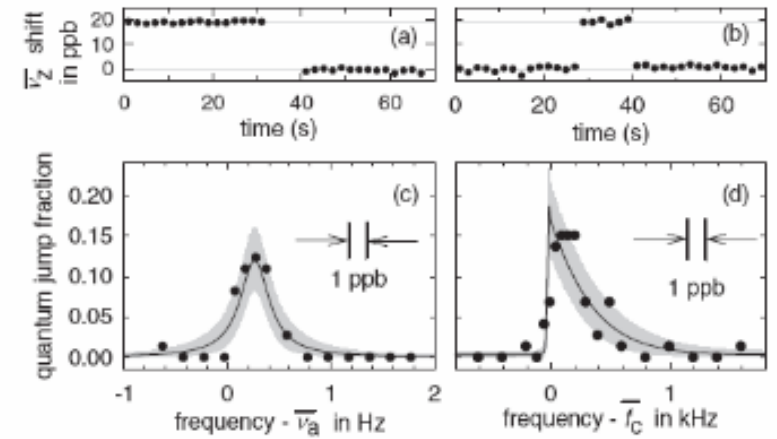 ν̅z shift
in ppb
20
10
0
(a)
(b)
0 20 40 60
0 20 40 60
time (s)
time (s)
quantum jump fraction
0.20
0.15
0.10
0.05
0.00
(c)
(d)
1 ppb
1 ppb
-1 0 1 2
0 1
frequency - ν̅a in Hz
frequency - f̅c in kHz